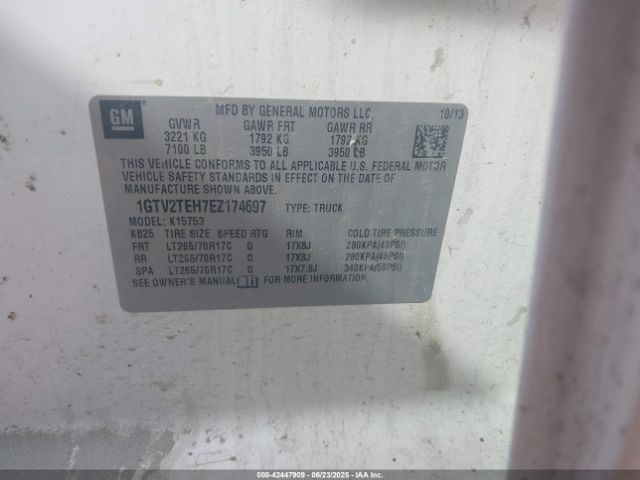 GM
MFD BY GENERAL MOTORS LLC
10/13
GVWR GAWR FRT GAWR RR
3221 KG 1792 KG 1792 KG
7100 LB 3950 LB 3950 LB
THIS VEHICLE CONFORMS TO ALL APPLICABLE U.S. FEDERAL MOTOR
VEHICLE SAFETY STANDARDS IN EFFECT ON THE DATE OF
MANUFACTURE SHOWN ABOVE.
1GTV2TEH7EZ174697 TYPE: TRUCK
MODEL: K15753
K825 TIRE SIZE SPEED RTG RIM COLD TIRE PRESSURE
FRT LT265/70R17C Q 17X8J 280KPA(40PSI)
RR LT265/70R17C Q 17X8J 280KPA(40PSI)
SPA LT265/70R17C Q 17X7.5J 340KPA(50PSI)
SEE OWNER'S MANUAL FOR MORE INFORMATION.
000-42447909 06/23/2025 - IAAI.COM